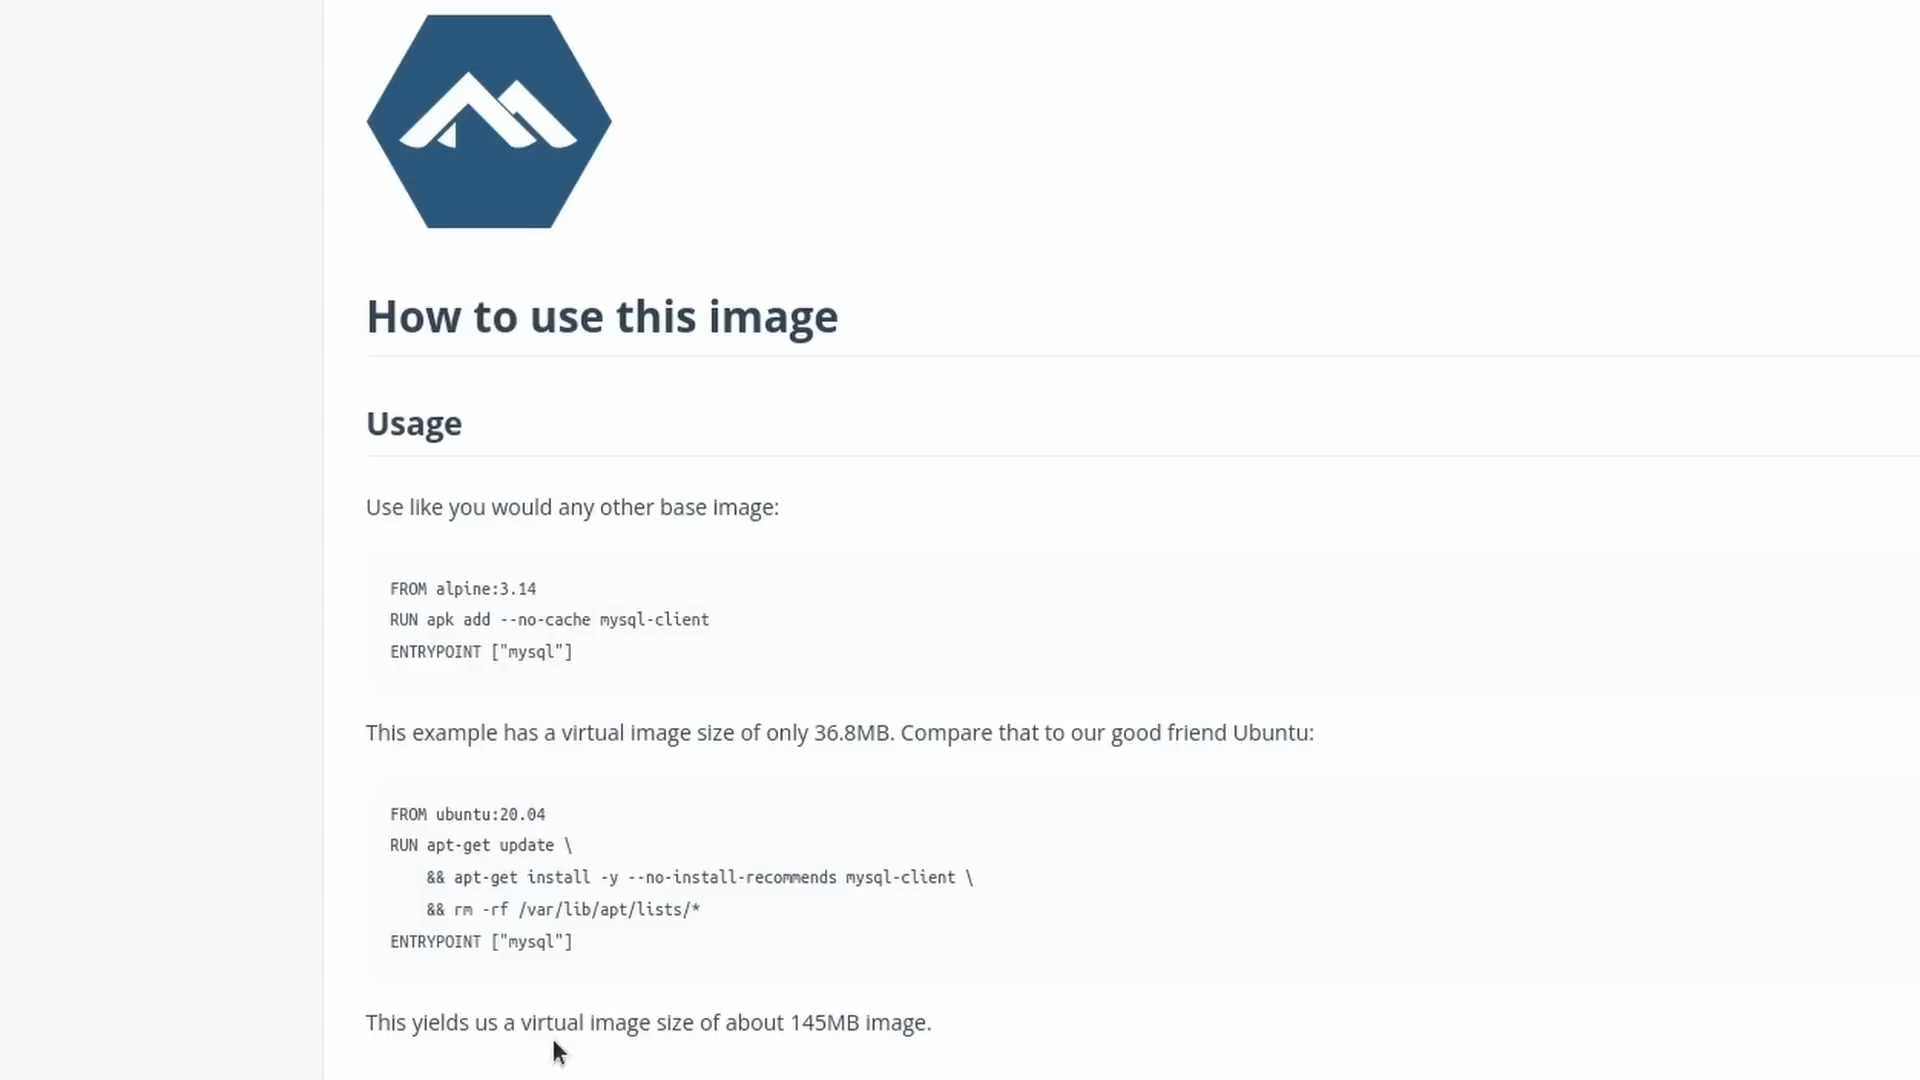 How to use this image
Usage
Use like you would any other base image:
FROM alpine:3.14
RUN apk add --no-cache mysql-client
ENTRYPOINT ["mysql"]
This example has a virtual image size of only 36.8MB. Compare that to our good friend Ubuntu:
FROM ubuntu:20.04
RUN apt-get update \
    && apt-get install -y --no-install-recommends mysql-client \
    && rm -rf /var/lib/apt/lists/*
ENTRYPOINT ["mysql"]
This yields us a virtual image size of about 145MB image.